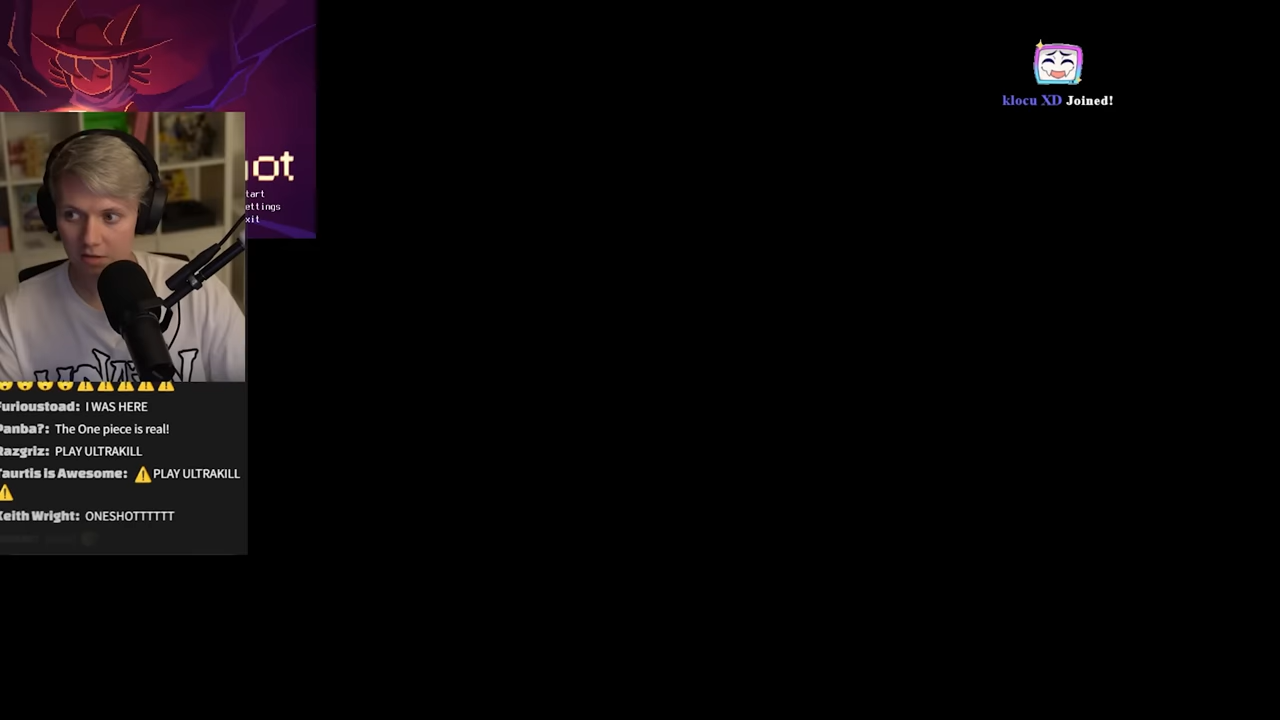 ot
tart
ettings
xit
klocu XD Joined!
Furioustoad: I WAS HERE
Panba?: The One piece is real!
Razgriz: PLAY ULTRAKILL
Taurtis is Awesome: ⚠️PLAY ULTRAKILL
⚠️
Keith Wright: ONESHOTTTTTT